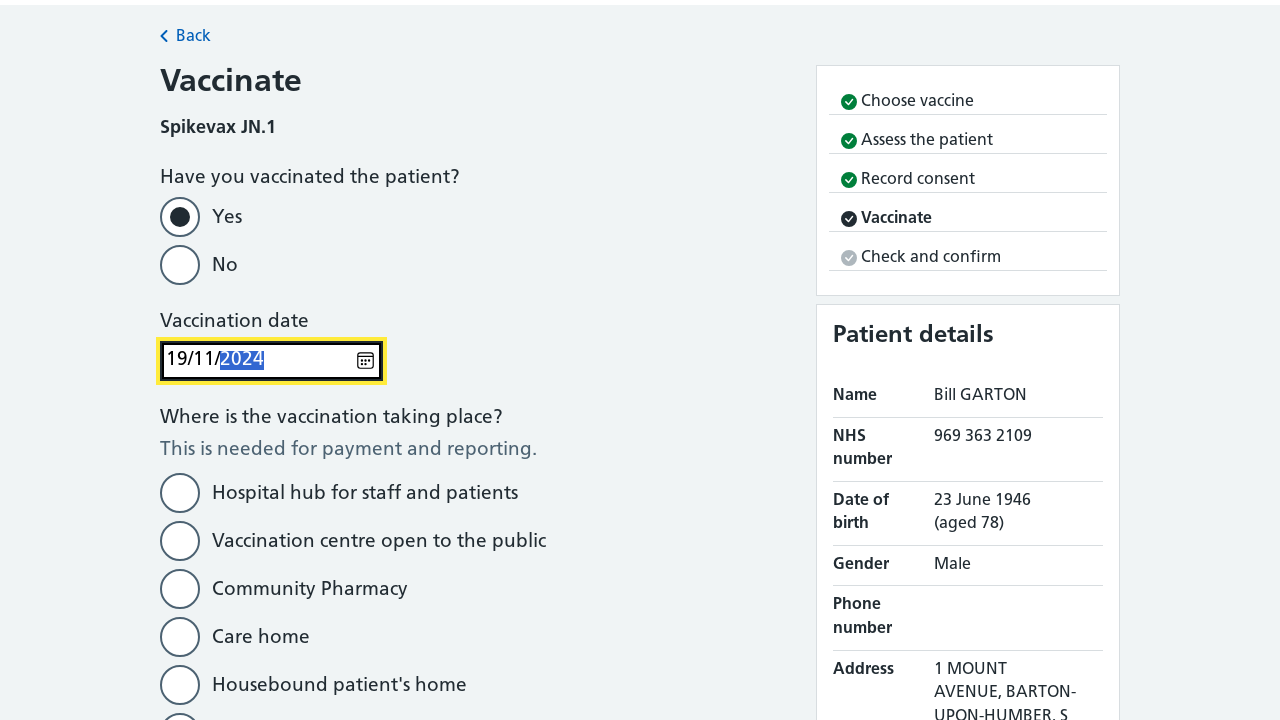 Back
Vaccinate
Spikevax JN.1
Have you vaccinated the patient?
Yes
No
Vaccination date
19/11/2024
Where is the vaccination taking place?
This is needed for payment and reporting.
Hospital hub for staff and patients
Vaccination centre open to the public
Community Pharmacy
Care home
Housebound patient's home
Choose vaccine
Assess the patient
Record consent
Vaccinate
Check and confirm
Patient details
Name Bill GARTON
NHS number 969 363 2109
Date of birth 23 June 1946 (aged 78)
Gender Male
Phone number
Address 1 MOUNT
AVENUE, BARTON-
UPON-HUMBER, S